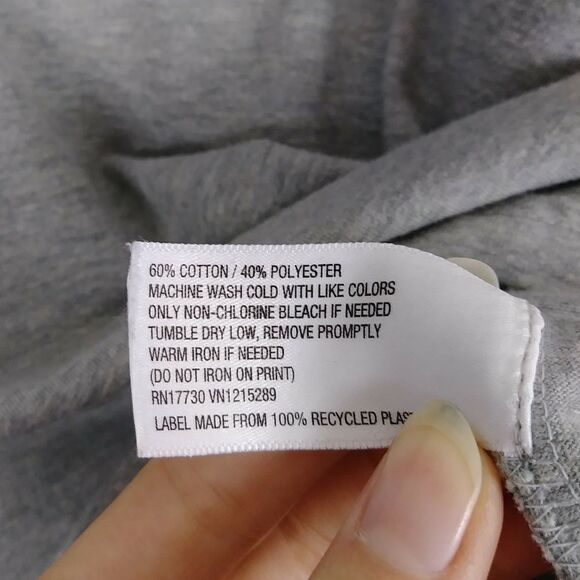 60% COTTON / 40% POLYESTER
MACHINE WASH COLD WITH LIKE COLORS
ONLY NON-CHLORINE BLEACH IF NEEDED
TUMBLE DRY LOW, REMOVE PROMPTLY
WARM IRON IF NEEDED
(DO NOT IRON ON PRINT)
RN17730 VN1215289
LABEL MADE FROM 100% RECYCLED